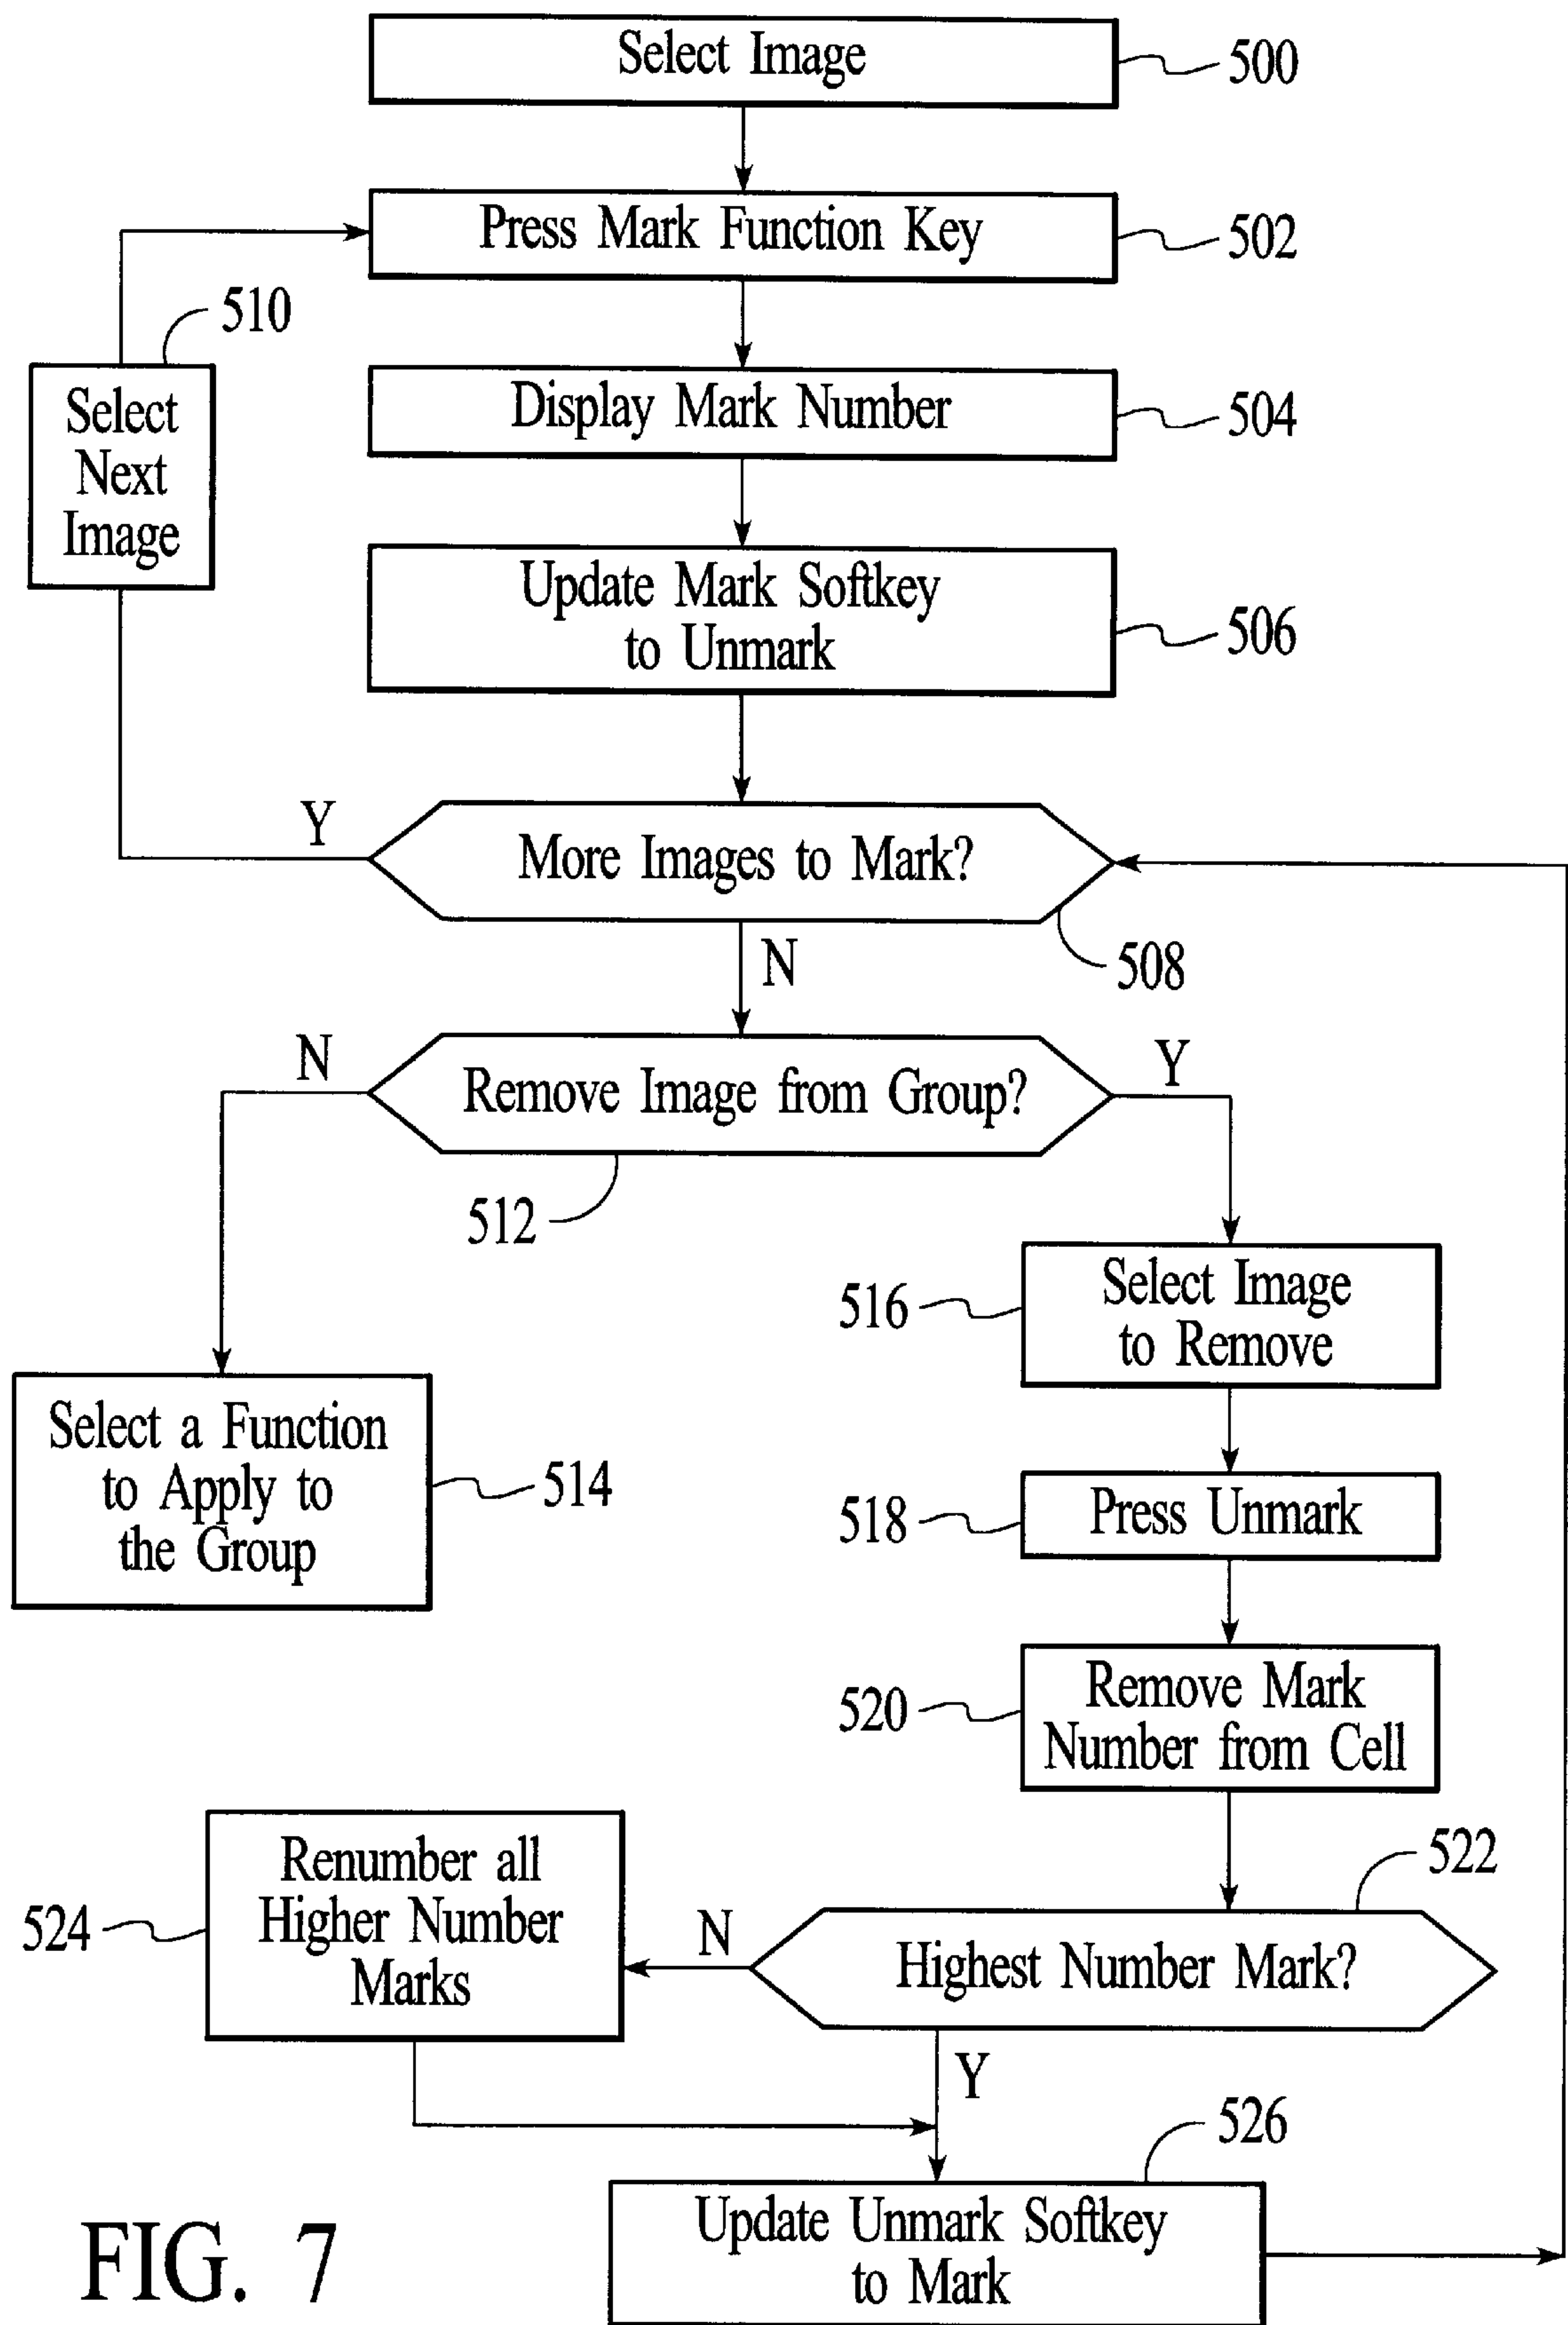 Select Image
500
Press Mark Function Key
502
510
Select
Next
Image
Display Mark Number
504
Update Mark Softkey
to Unmark
506
Y
More Images to Mark?
508
N
N
Remove Image from Group?
Y
512
516
Select Image
to Remove
Select a Function
to Apply to
the Group
514
518
Press Unmark
520
Remove Mark
Number from Cell
522
524
Renumber all
Higher Number
Marks
N
Highest Number Mark?
Y
526
Update Unmark Softkey
to Mark
FIG. 7